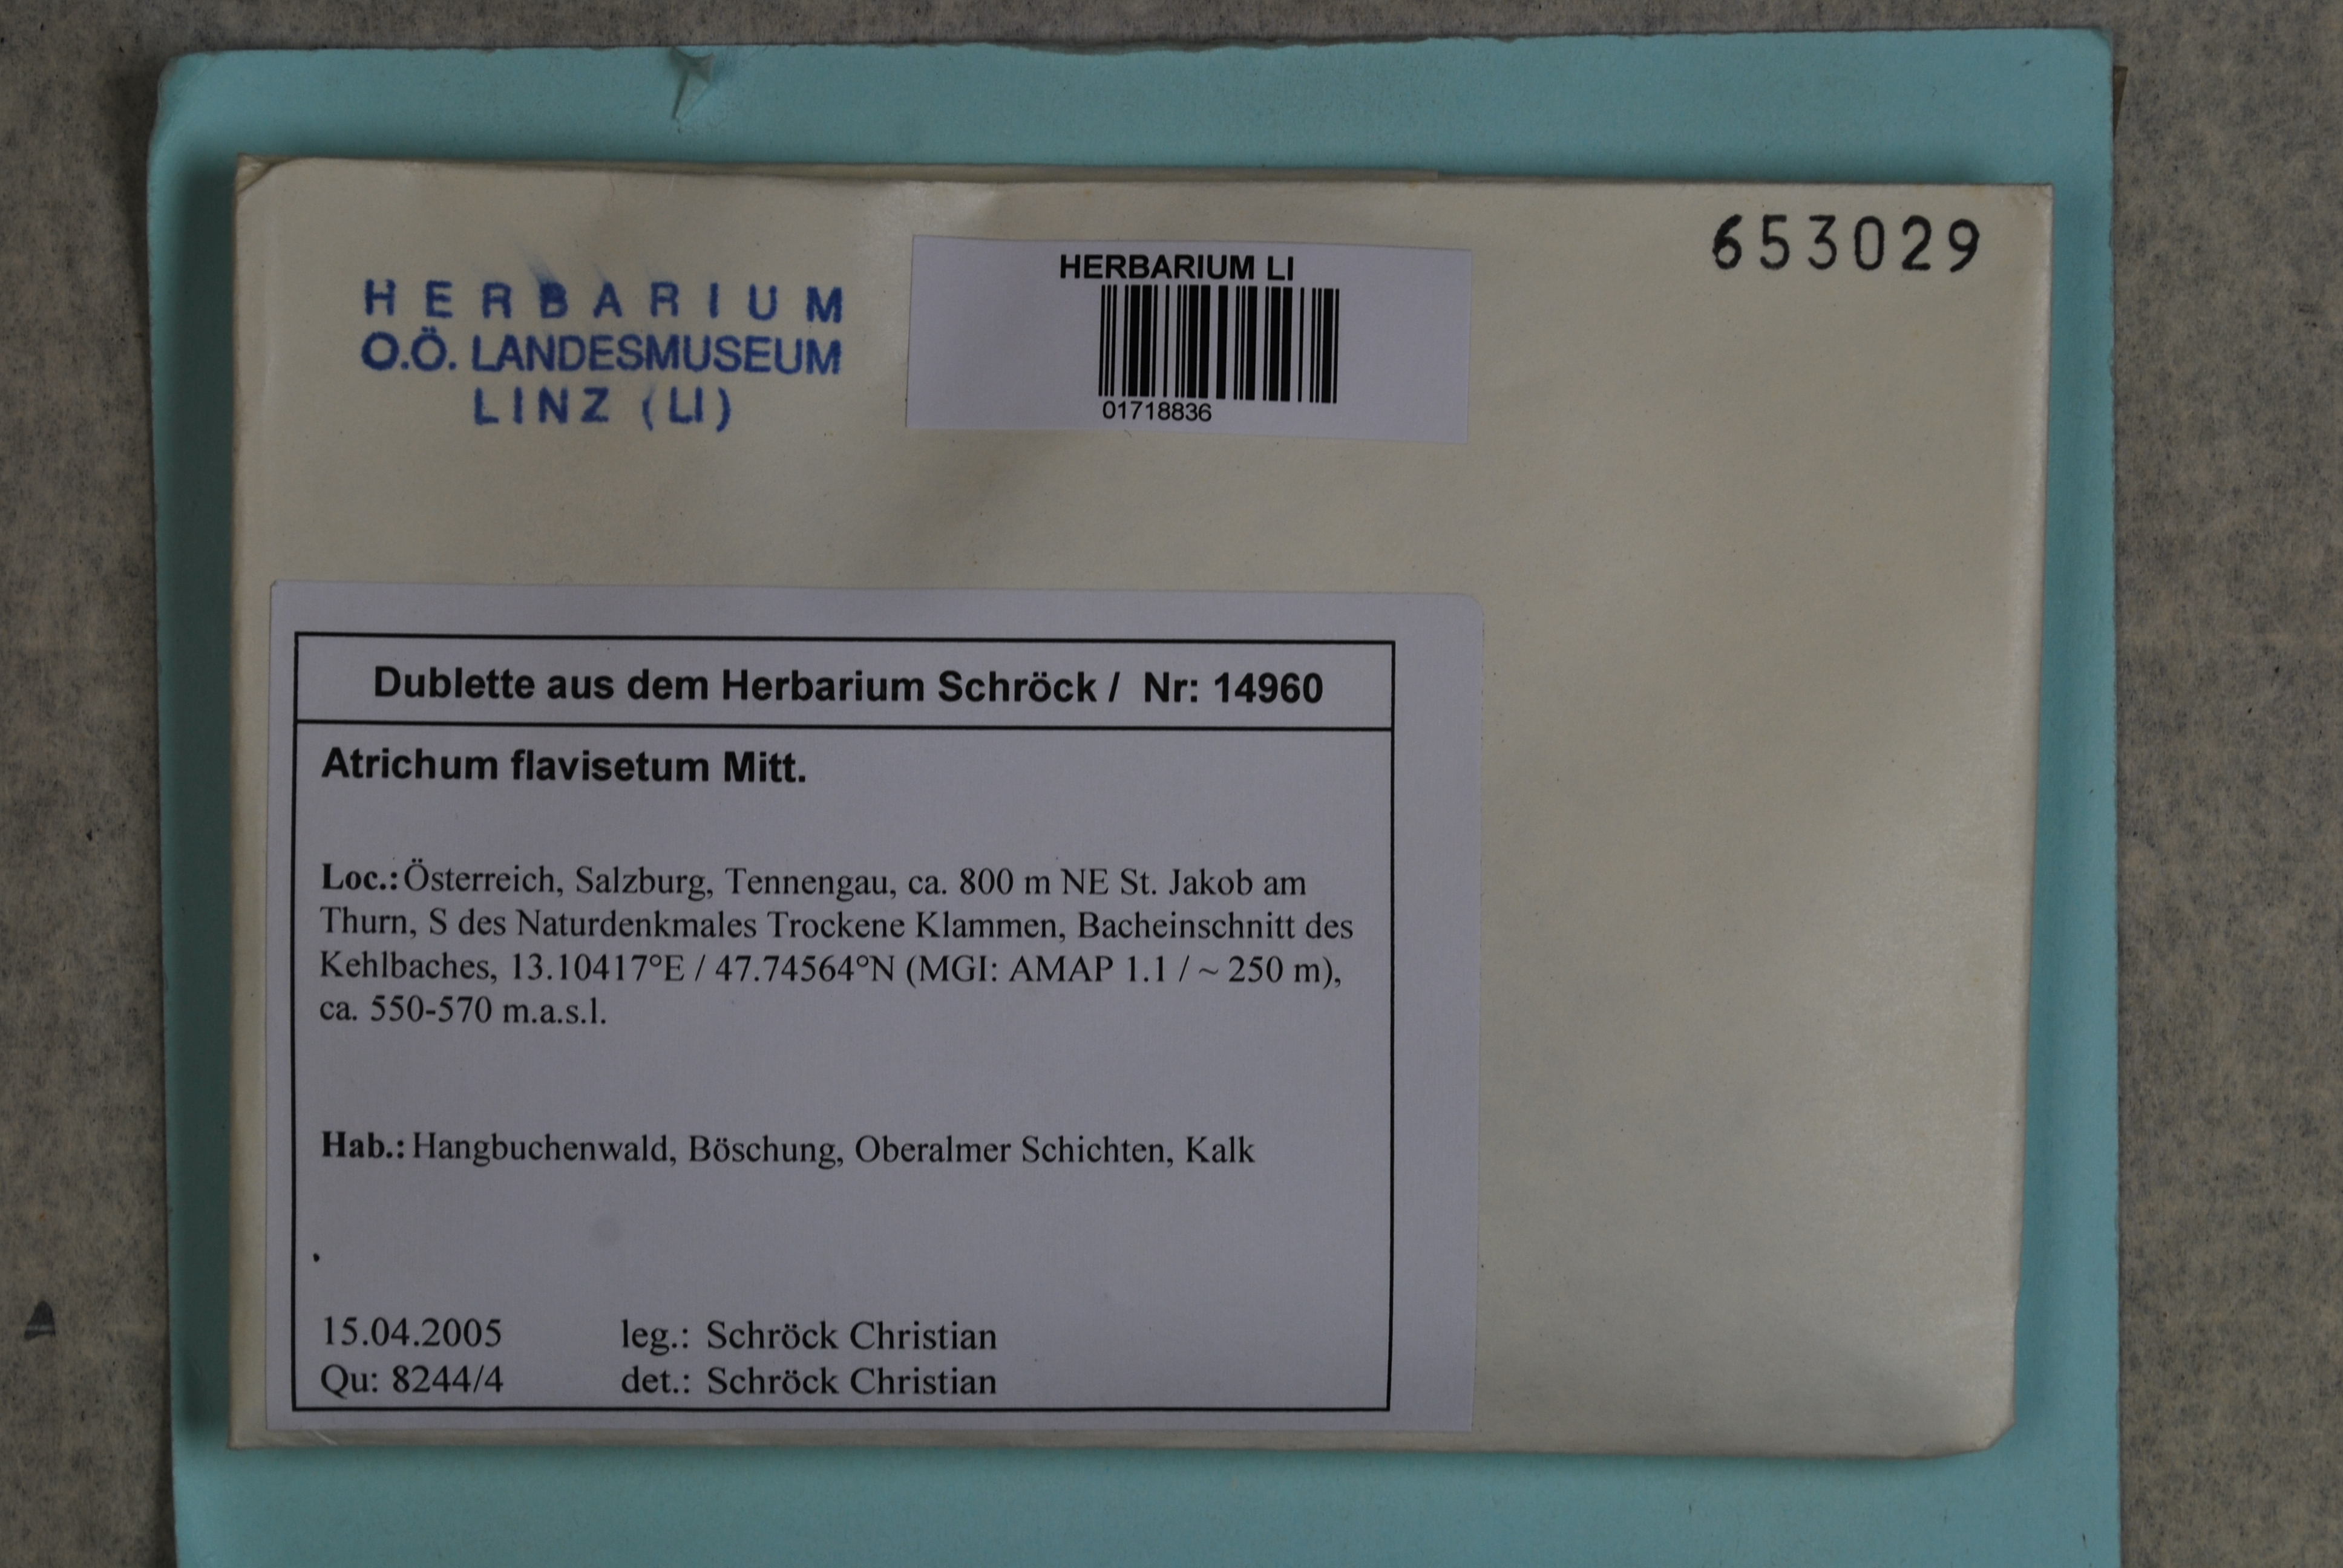 HERBARIUM
O.Ö. LANDESMUSEUM
LINZ (LI)
HERBARIUM LI
01718836
653029
Dublette aus dem Herbarium Schröck / Nr: 14960
Atrichum flavisetum Mitt.
Loc.: Österreich, Salzburg, Tennengau, ca. 800 m NE St. Jakob am
Thurn, S des Naturdenkmales Trockene Klammen, Bacheinschnitt des
Kehlbaches, 13.10417°E / 47.74564°N (MGI: AMAP 1.1 / ~ 250 m),
ca. 550-570 m.a.s.l.
Hab.: Hangbuchenwald, Böschung, Oberalmer Schichten, Kalk
15.04.2005 leg.: Schröck Christian
Qu: 8244/4 det.: Schröck Christian